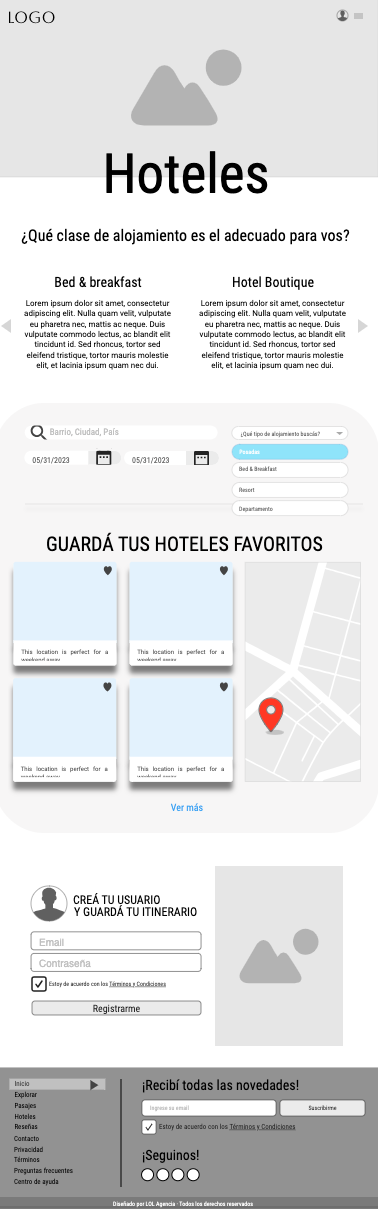 LOGO
Hoteles
¿Qué clase de alojamiento es el adecuado para vos?
Bed & breakfast
Lorem ipsum dolor sit amet, consectetur
adipiscing elit. Nulla quam velit, vulputate
eu pharetra nec, mattis ac neque. Duis
vulputate commodo lectus, ac blandit elit
tincidunt id. Sed rhoncus, tortor sed
eleifend tristique, tortor mauris molestie
elit, et laoreet ipsum quam nec dui.
Hotel Boutique
Lorem ipsum dolor sit amet, consectetur
adipiscing elit. Nulla quam velit, vulputate
eu pharetra nec, mattis ac neque. Duis
vulputate commodo lectus, ac blandit elit
tincidunt id. Sed rhoncus, tortor sed
eleifend tristique, tortor mauris molestie
elit, et laoreet ipsum quam nec dui.
Barrio, Ciudad, País
05/31/2023
05/31/2023
¿Qué tipo de alojamiento buscás?
Posadas
Bed & Breakfast
Resort
Departamento
GUARDÁ TUS HOTELES FAVORITOS
This location is perfect for a
weekend away
This location is perfect for a
weekend away
This location is perfect for a
weekend away
This location is perfect for a
weekend away
Ver más
CREÁ TU USUARIO
Y GUARDÁ TU ITINERARIO
Email
Contraseña
Estoy de acuerdo con los Términos y Condiciones
Registrarme
Inicio
Explorar
Pasajes
Hoteles
Reseñas
Contacto
Privacidad
Términos
Preguntas frecuentes
Centro de ayuda
¡Recibí todas las novedades!
Ingresa su email
Suscribirme
Estoy de acuerdo con los Términos y Condiciones
¡Seguinos!
Diseñado por LOL Agencia - Todos los derechos reservados